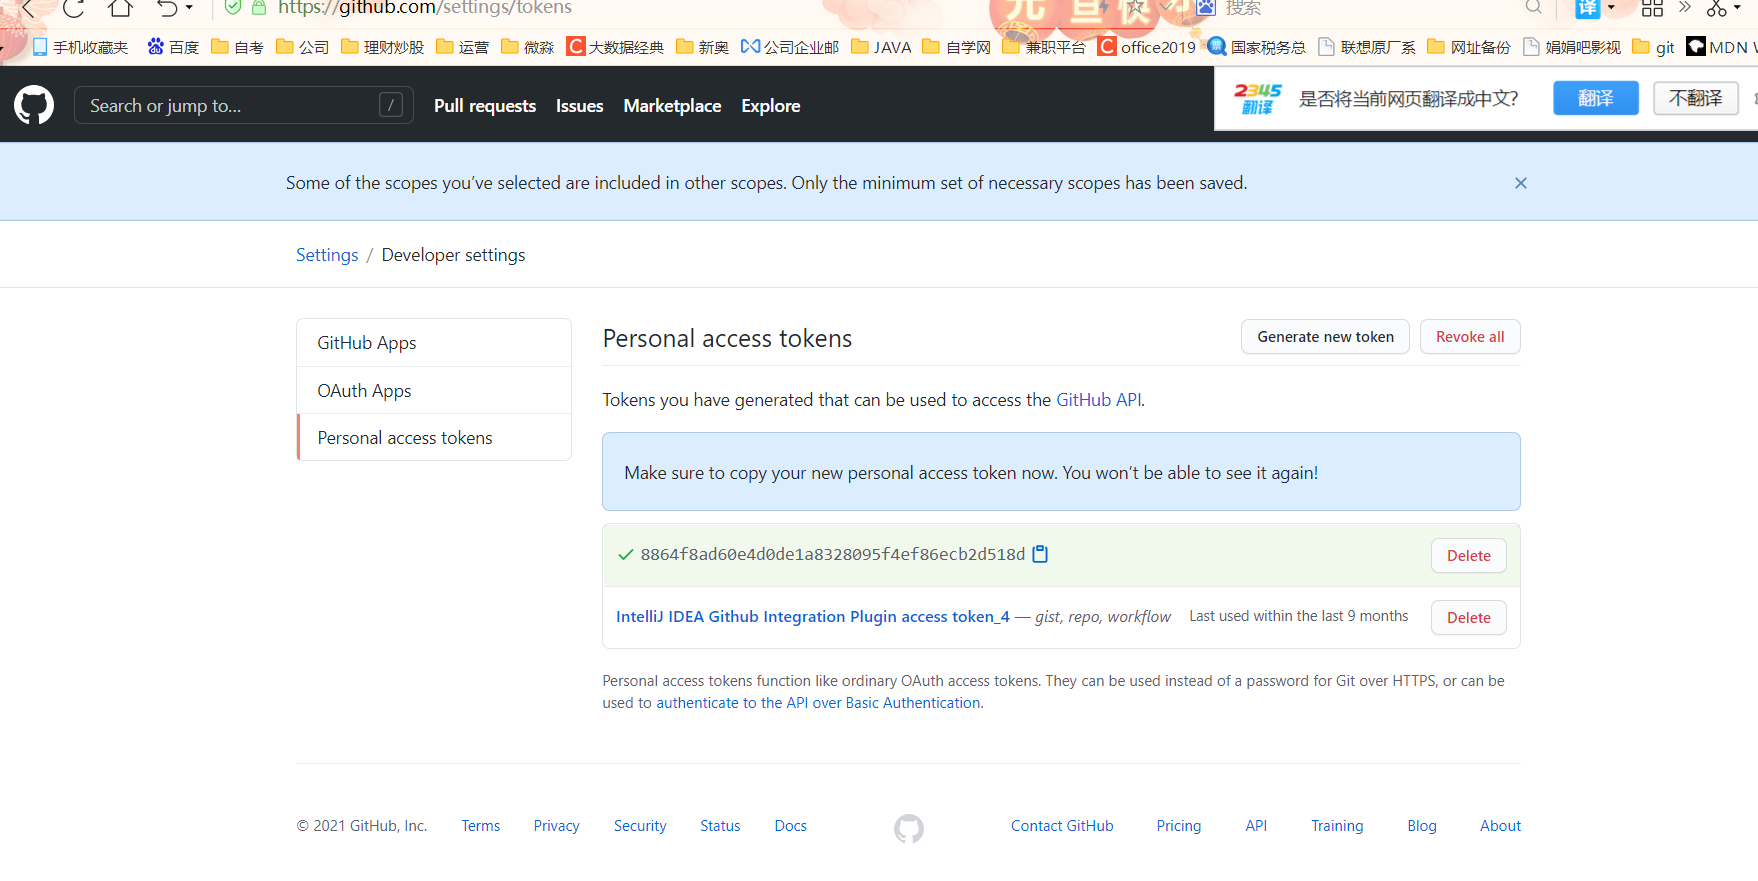 https://github.com/settings/tokens 搜索 译
手机收藏夹 百度 自考 公司 理财炒股 运营 微淼 大数据经典 新奥 公司企业邮 JAVA 自学网 兼职平台 office2019 国家税务总 联想原厂系 网址备份 娟娟吧影视 git MDN
Search or jump to... / Pull requests Issues Marketplace Explore
2345 翻译 是否将当前网页翻译成中文? 翻译 不翻译
Some of the scopes you’ve selected are included in other scopes. Only the minimum set of necessary scopes has been saved.
Settings / Developer settings
GitHub Apps
OAuth Apps
Personal access tokens
Personal access tokens Generate new token Revoke all
Tokens you have generated that can be used to access the GitHub API.
Make sure to copy your new personal access token now. You won’t be able to see it again!
8864f8ad60e4d0de1a8328095f4ef86ecb2d518d Delete
IntelliJ IDEA Github Integration Plugin access token_4 — gist, repo, workflow Last used within the last 9 months Delete
Personal access tokens function like ordinary OAuth access tokens. They can be used instead of a password for Git over HTTPS, or can be
used to authenticate to the API over Basic Authentication.
© 2021 GitHub, Inc. Terms Privacy Security Status Docs Contact GitHub Pricing API Training Blog About